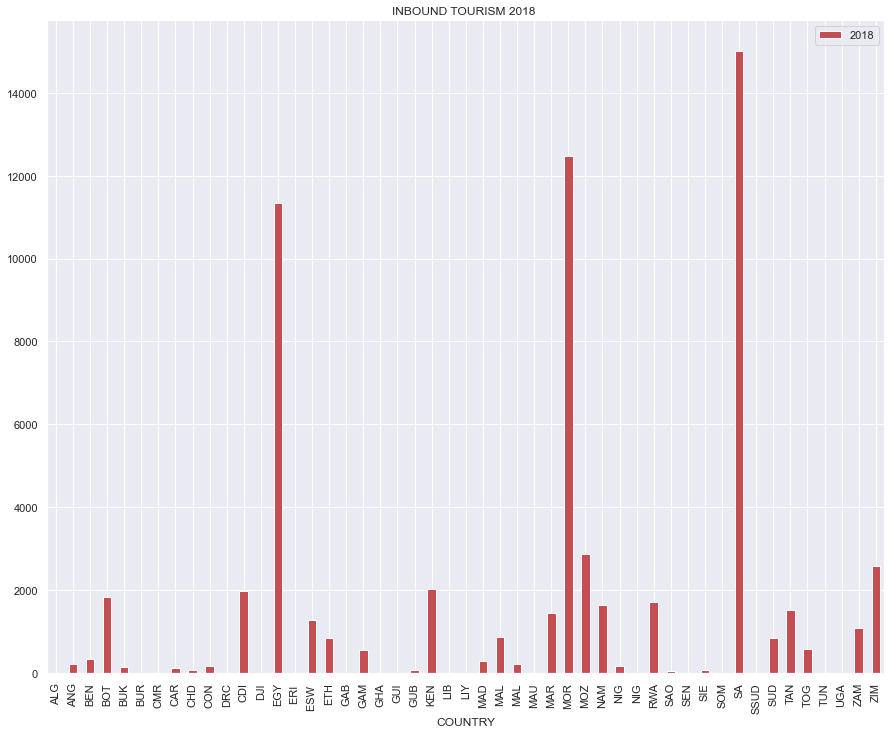 INBOUND TOURISM 2018
2018
14000
12000
10000
8000
6000
4000
2000
0
ALG
ANG
BEN
BOT
BUK
BUR
CMR
CAR
CHD
CON
DRC
CDI
DJI
EGY
ERI
ESW
ETH
GAB
GAM
GHA
GUI
GUB
KEN
LIB
LIY
MAD
MAL
MAL
MAU
MAR
MOR
MOZ
NAM
NIG
NIG
RWA
SAO
SEN
SIE
SOM
SA
SSUD
SUD
TAN
TOG
TUN
UGA
ZAM
ZIM
COUNTRY